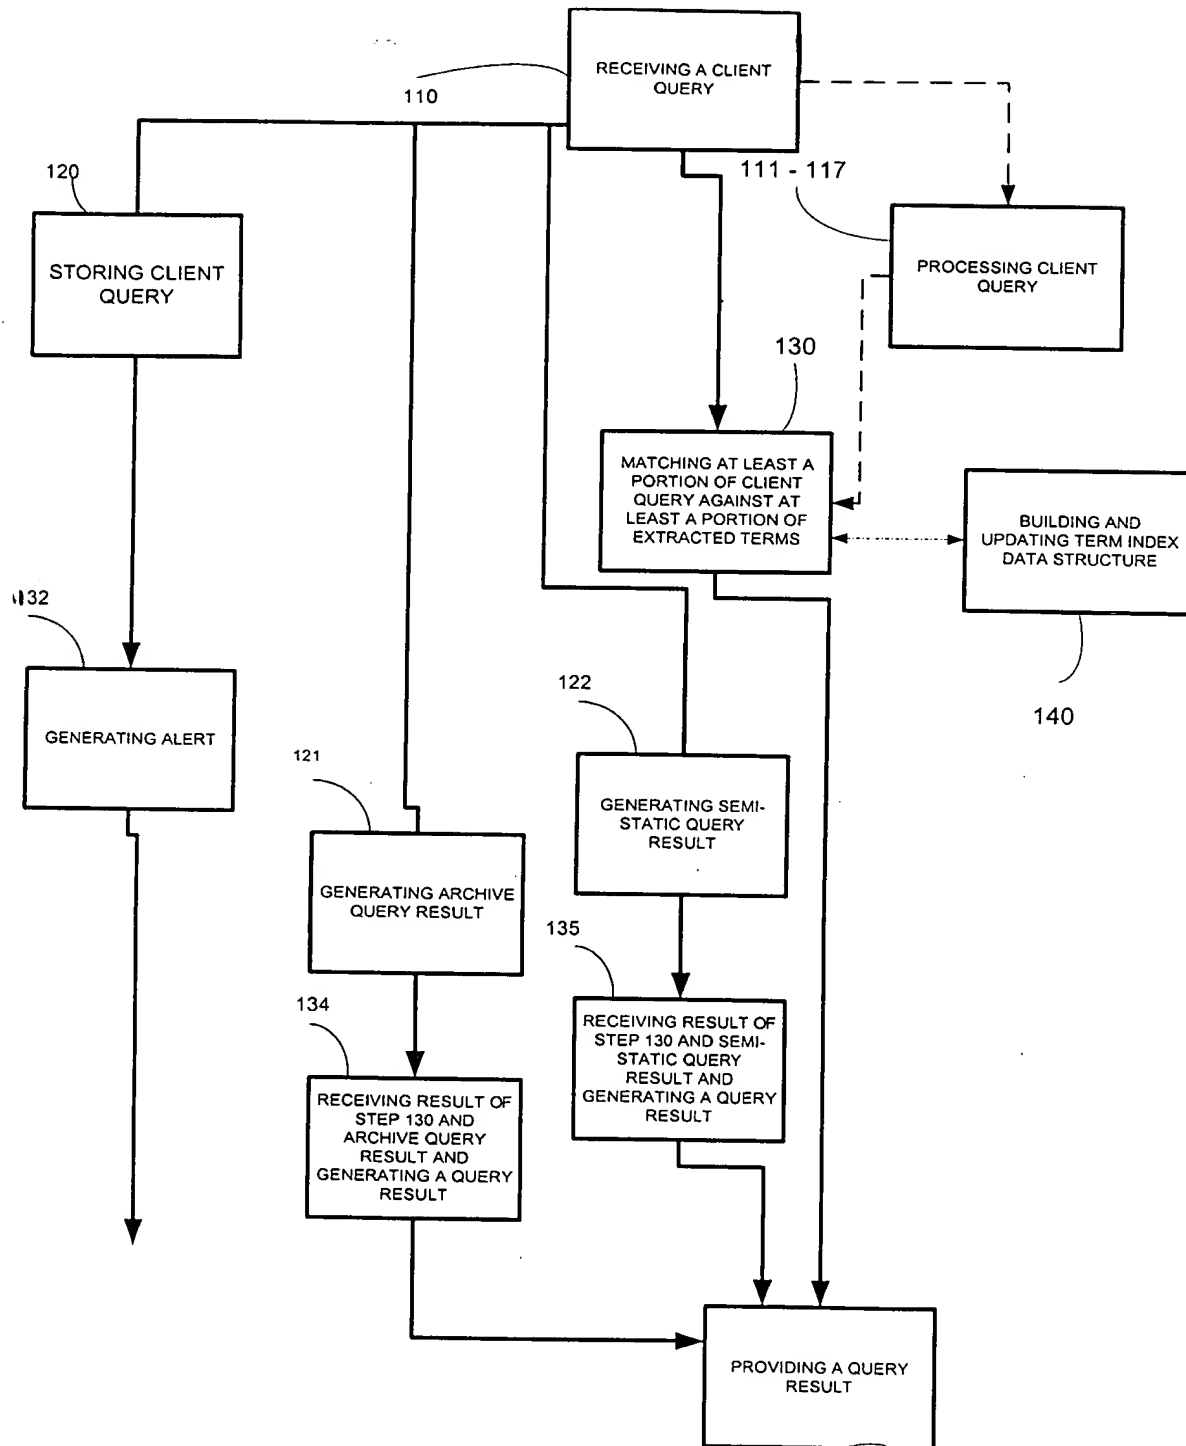 RECEIVING A CLIENT
QUERY
110
111 - 117
120
STORING CLIENT
QUERY
PROCESSING CLIENT
QUERY
130
MATCHING AT LEAST A
PORTION OF CLIENT
QUERY AGAINST AT
LEAST A PORTION OF
EXTRACTED TERMS
BUILDING AND
UPDATING TERM INDEX
DATA STRUCTURE
132
140
GENERATING ALERT
122
121
GENERATING SEMI-
STATIC QUERY
RESULT
GENERATING ARCHIVE
QUERY RESULT
135
134
RECEIVING RESULT OF
STEP 130 AND SEMI-
STATIC QUERY
RESULT AND
GENERATING A QUERY
RESULT
RECEIVING RESULT OF
STEP 130 AND
ARCHIVE QUERY
RESULT AND
GENERATING A QUERY
RESULT
PROVIDING A QUERY
RESULT